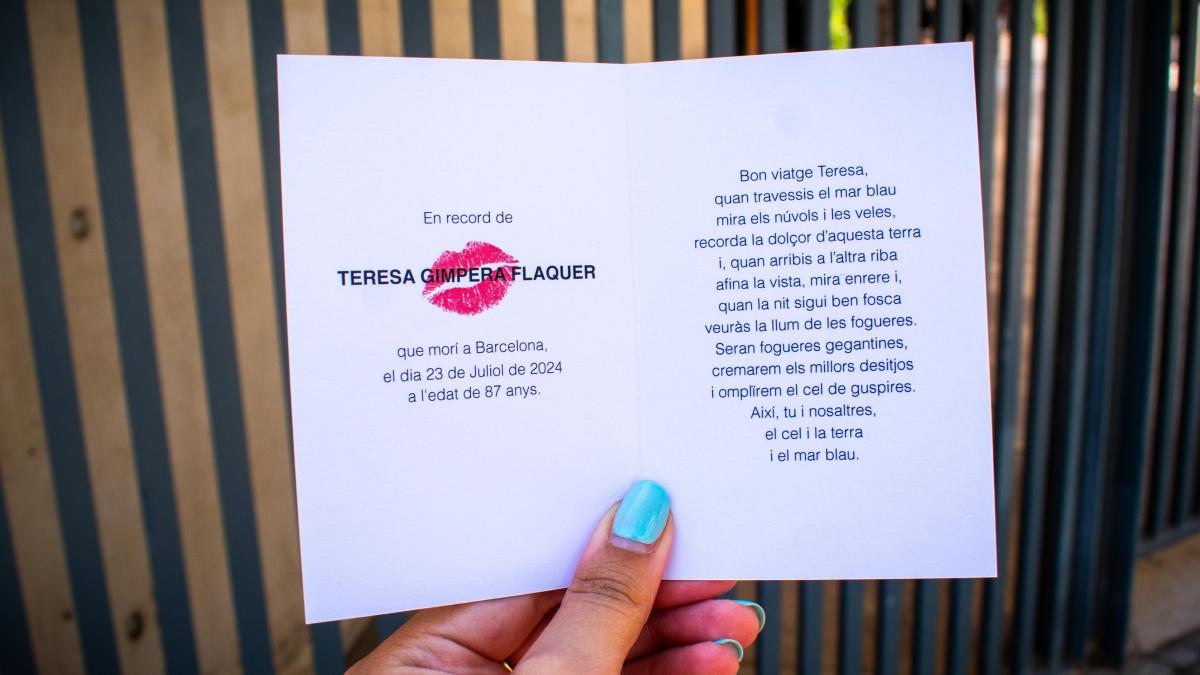 En record de
TERESA GIMPERA FLAQUER
que morí a Barcelona,
el dia 23 de Juliol de 2024
a l'edat de 87 anys.
Bon viatge Teresa,
quan travessis el mar blau
mira els núvols i les veles,
recorda la dolçor d'aquesta terra
i, quan arribis a l'altra riba
afina la vista, mira enrere i,
quan la nit sigui ben fosca
veuràs la llum de les fogueres.
Seran fogueres gegantines,
cremarem els millors desitjos
i omplírem el cel de guspires.
Així, tu i nosaltres,
el cel i la terra
i el mar blau.